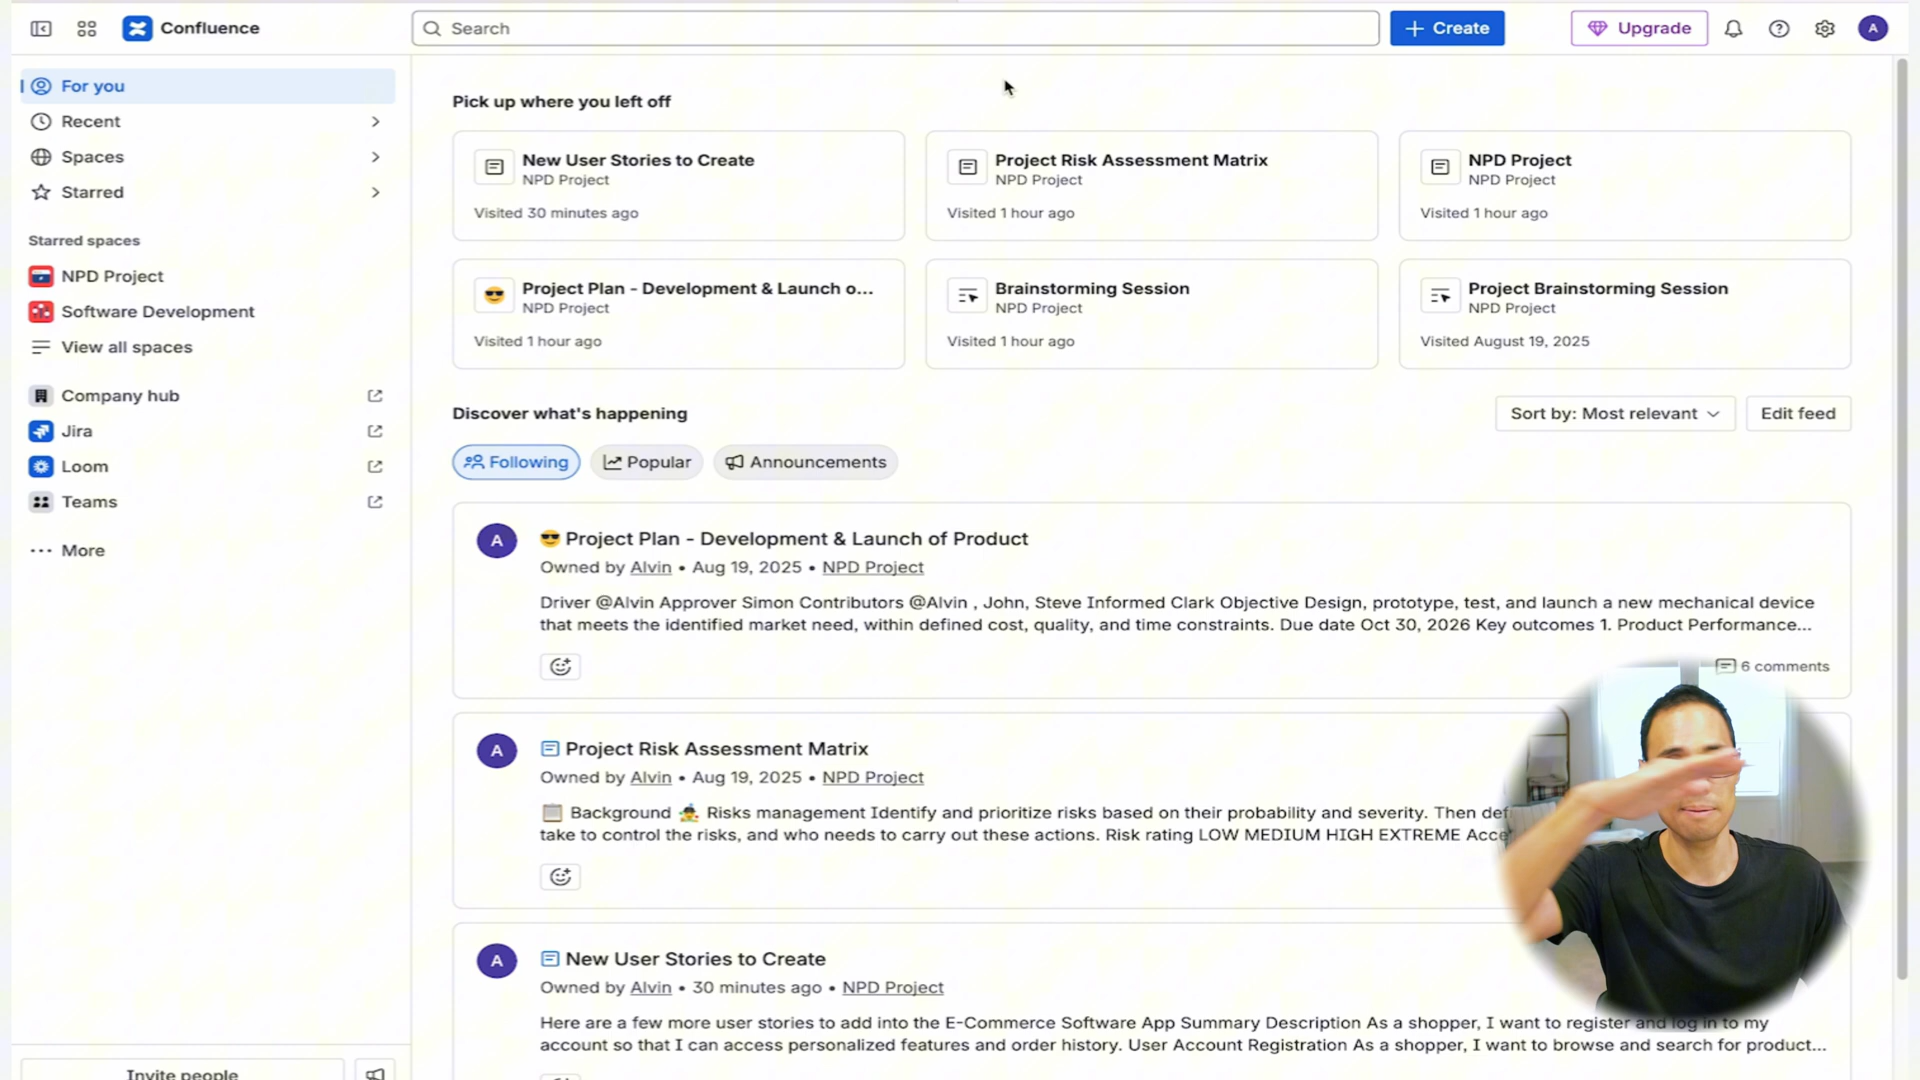 Confluence
Search
+ Create
Upgrade
A
For you
Recent
Spaces
Starred
Starred spaces
NPD Project
Software Development
View all spaces
Company hub
Jira
Loom
Teams
More
Invite people
Pick up where you left off
New User Stories to Create
NPD Project
Visited 30 minutes ago
Project Risk Assessment Matrix
NPD Project
Visited 1 hour ago
NPD Project
NPD Project
Visited 1 hour ago
Project Plan - Development & Launch o...
NPD Project
Visited 1 hour ago
Brainstorming Session
NPD Project
Visited 1 hour ago
Project Brainstorming Session
NPD Project
Visited August 19, 2025
Discover what's happening
Sort by: Most relevant
Edit feed
Following
Popular
Announcements
A
😎 Project Plan - Development & Launch of Product
Owned by Alvin • Aug 19, 2025 • NPD Project
Driver @Alvin Approver Simon Contributors @Alvin , John, Steve Informed Clark Objective Design, prototype, test, and launch a new mechanical device
that meets the identified market need, within defined cost, quality, and time constraints. Due date Oct 30, 2026 Key outcomes 1. Product Performance...
6 comments
A
Project Risk Assessment Matrix
Owned by Alvin • Aug 19, 2025 • NPD Project
Background Risks management Identify and prioritize risks based on their probability and severity. Then def
take to control the risks, and who needs to carry out these actions. Risk rating LOW MEDIUM HIGH EXTREME Acce
A
New User Stories to Create
Owned by Alvin • 30 minutes ago • NPD Project
Here are a few more user stories to add into the E-Commerce Software App Summary Description As a shopper, I want to register and log in to my
account so that I can access personalized features and order history. User Account Registration As a shopper, I want to browse and search for product...